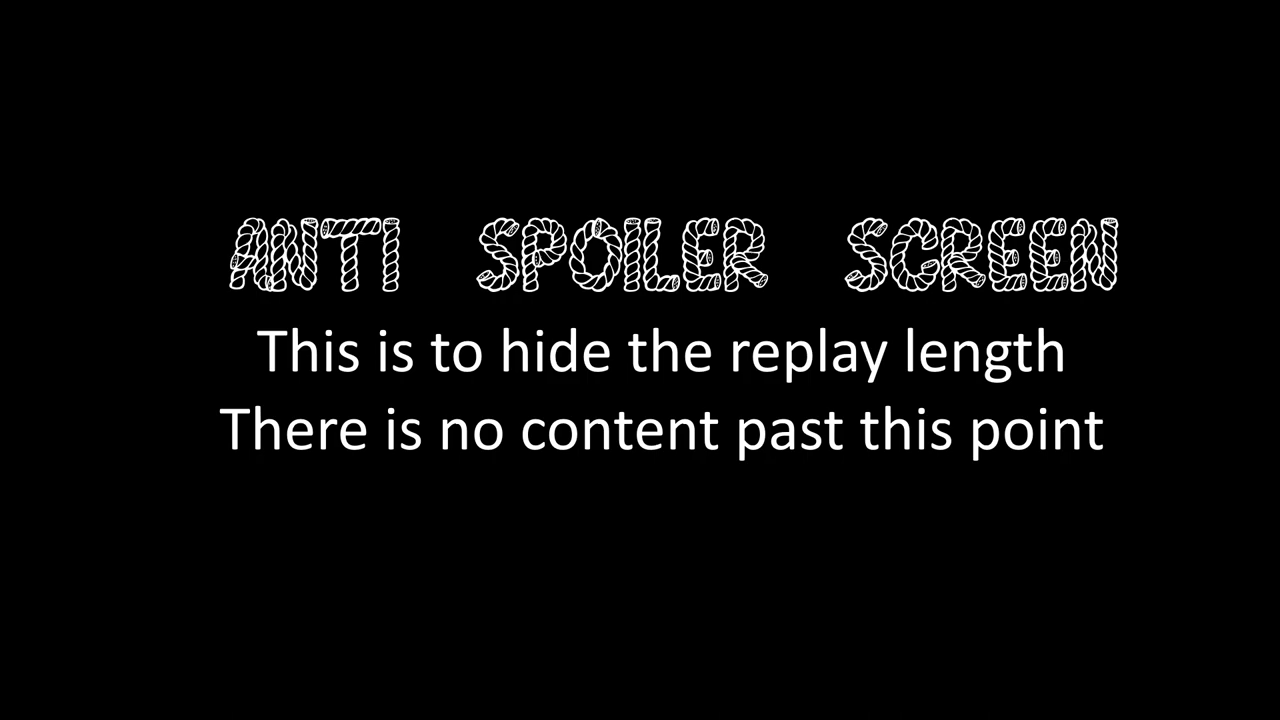 ANTI SPOILER SCREEN
This is to hide the replay length
There is no content past this point